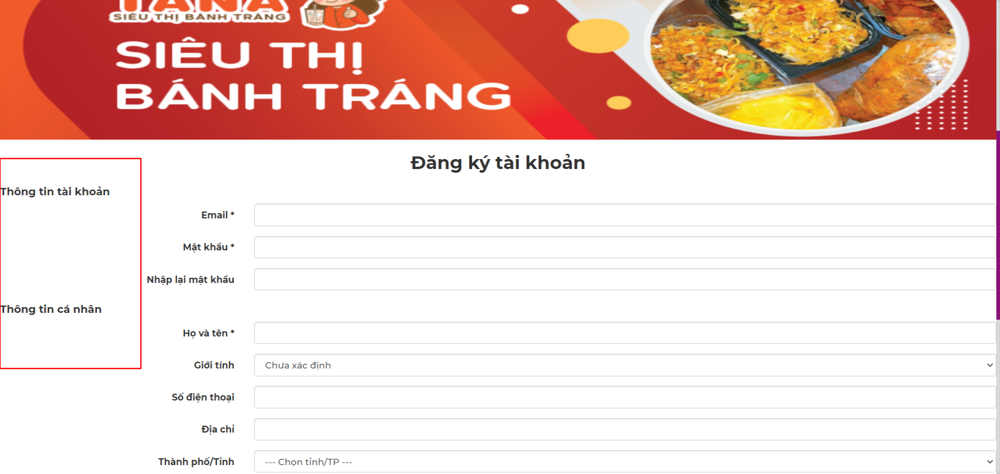 TANA
SIÊU THỊ BÁNH TRÁNG
SIÊU THỊ
BÁNH TRÁNG
Đăng ký tài khoản
Thông tin tài khoản
Email *
Mật khẩu *
Nhập lại mật khẩu
Thông tin cá nhân
Họ và tên *
Giới tính Chưa xác định
Số điện thoại
Địa chỉ
Thành phố/Tỉnh --- Chọn tỉnh/TP ---